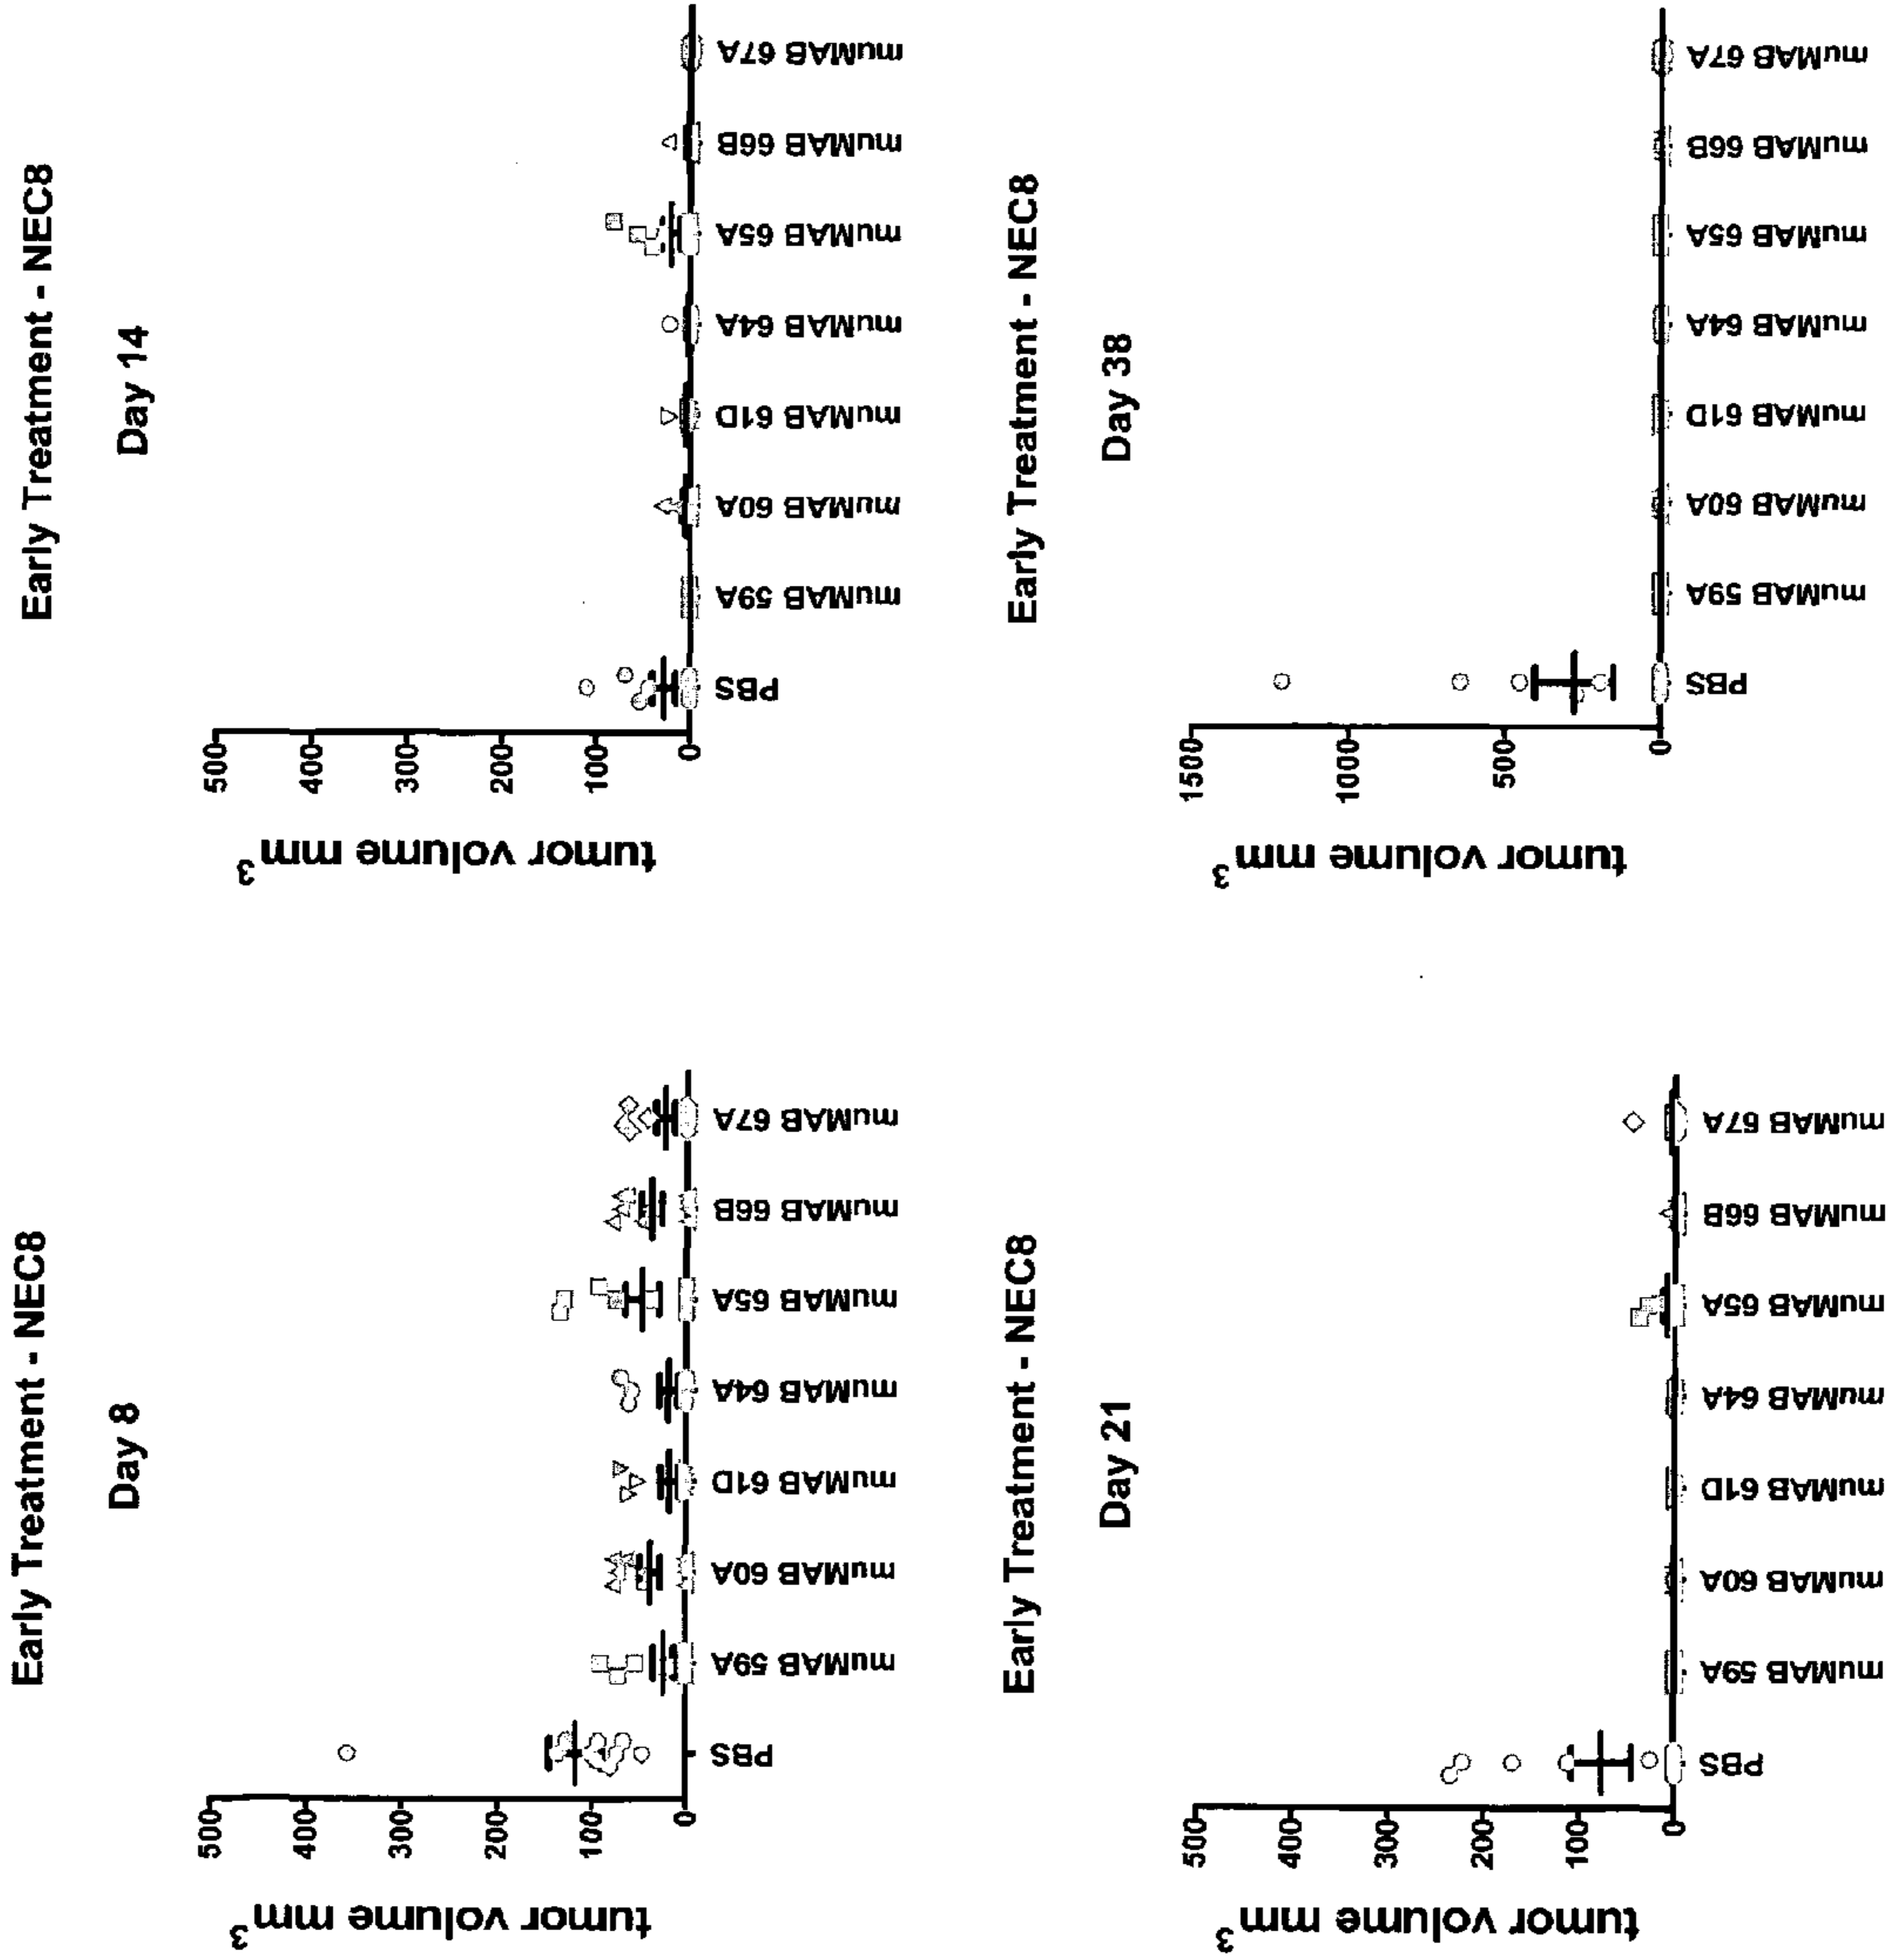 Early Treatment - NEC8
Day 8
tumor volume mm³
500
400
300
200
100
0
PBS
muMAB 59A
muMAB 60A
muMAB 61D
muMAB 64A
muMAB 65A
muMAB 66B
muMAB 67A
Early Treatment - NEC8
Day 14
tumor volume mm³
500
400
300
200
100
0
PBS
muMAB 59A
muMAB 60A
muMAB 61D
muMAB 64A
muMAB 65A
muMAB 66B
muMAB 67A
Early Treatment - NEC8
Day 21
tumor volume mm³
500
400
300
200
100
0
PBS
muMAB 59A
muMAB 60A
muMAB 61D
muMAB 64A
muMAB 65A
muMAB 66B
muMAB 67A
Early Treatment - NEC8
Day 38
tumor volume mm³
1500
1000
500
0
PBS
muMAB 59A
muMAB 60A
muMAB 61D
muMAB 64A
muMAB 65A
muMAB 66B
muMAB 67A